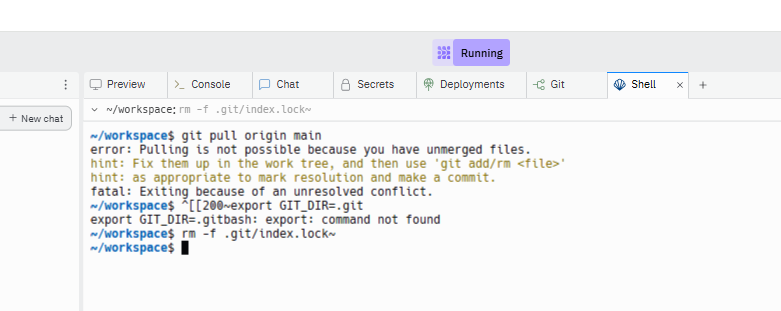 Running
Preview
>_ Console
Chat
Secrets
Deployments
Git
Shell × +
+ New chat
~/workspace: rm -f .git/index.lock~
~/workspace$ git pull origin main
error: Pulling is not possible because you have unmerged files.
hint: Fix them up in the work tree, and then use 'git add/rm <file>'
hint: as appropriate to mark resolution and make a commit.
fatal: Exiting because of an unresolved conflict.
~/workspace$ ^[[200~export GIT_DIR=.git
export GIT_DIR=.gitbash: export: command not found
~/workspace$ rm -f .git/index.lock~
~/workspace$